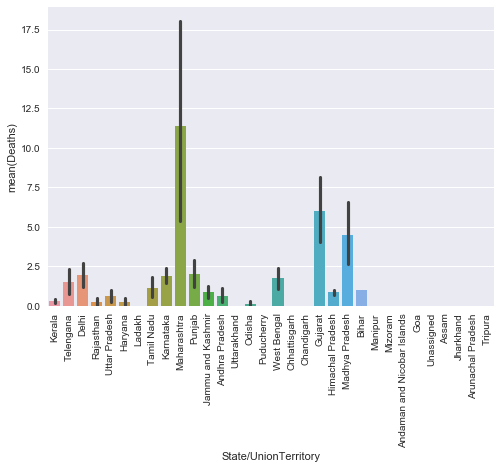 17.5
15.0
12.5
10.0
7.5
5.0
2.5
0.0
mean(Deaths)
Kerala
Telengana
Delhi
Rajasthan
Uttar Pradesh
Haryana
Ladakh
Tamil Nadu
Karnataka
Maharashtra
Punjab
Jammu and Kashmir
Andhra Pradesh
Uttarakhand
Odisha
Puducherry
West Bengal
Chhattisgarh
Chandigarh
Gujarat
Himachal Pradesh
Madhya Pradesh
Bihar
Manipur
Mizoram
Andaman and Nicobar Islands
Goa
Unassigned
Assam
Jharkhand
Arunachal Pradesh
Tripura
State/UnionTerritory